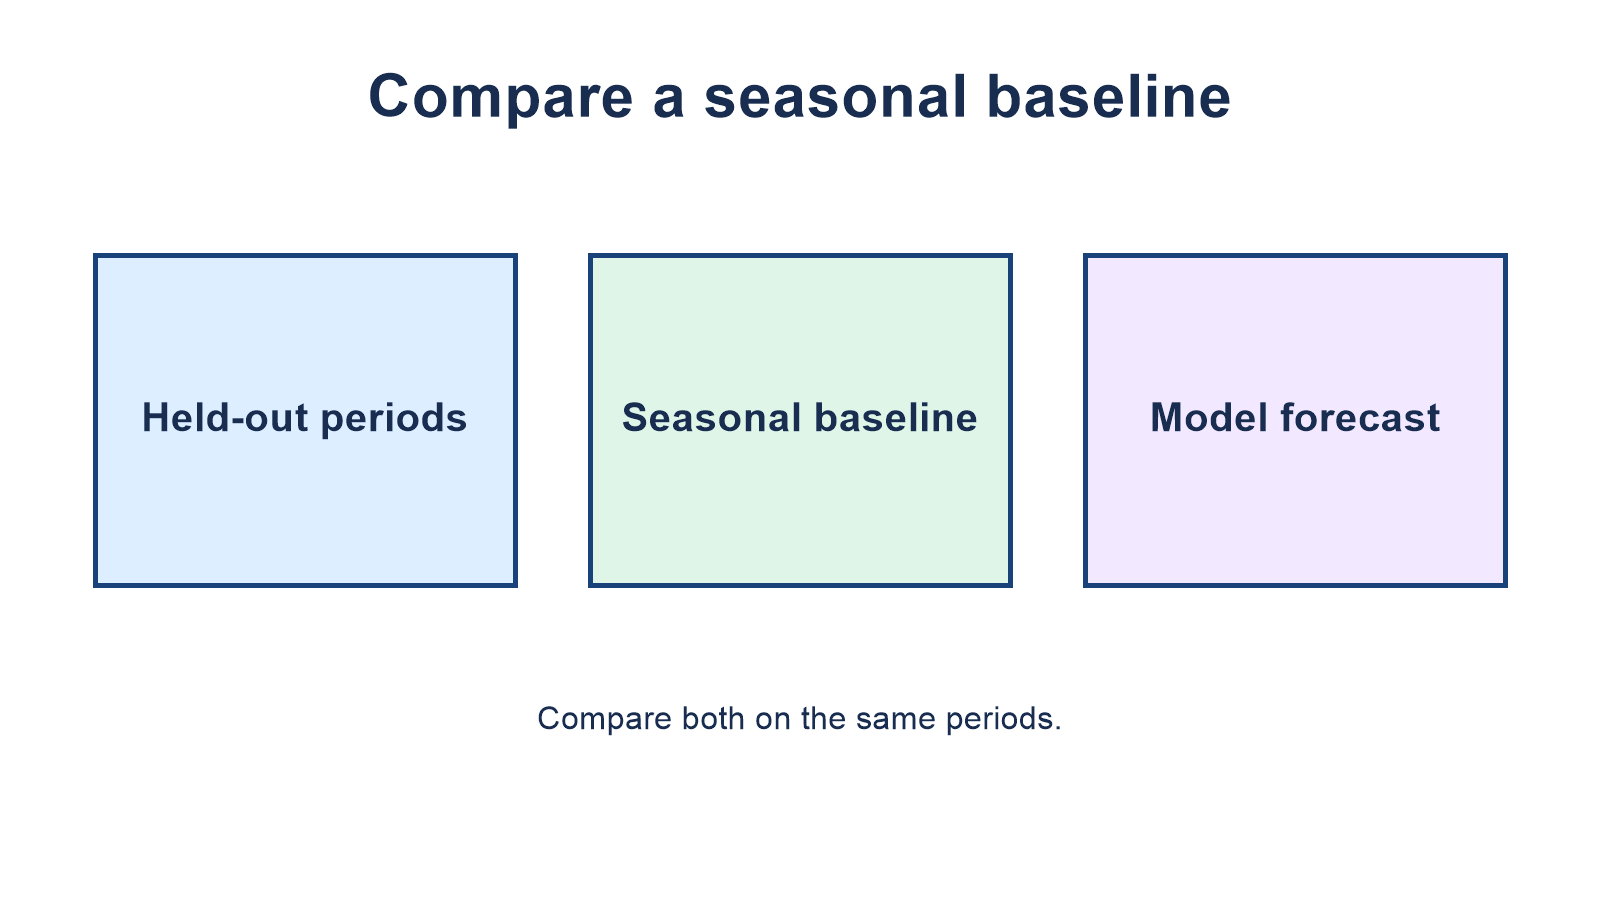 Compare a seasonal baseline
Held-out periods
Seasonal baseline
Model forecast
Compare both on the same periods.